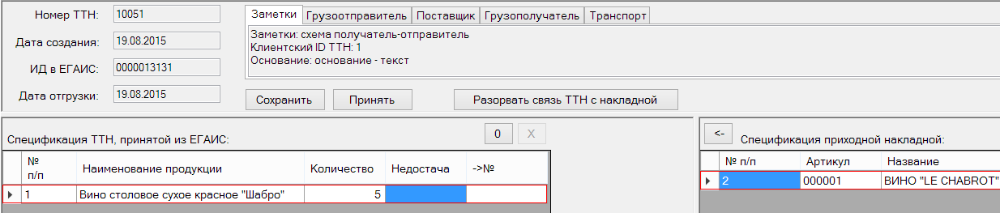 Номер ТТН: 10051
Дата создания: 19.08.2015
ИД в ЕГАИС: 0000013131
Дата отгрузки: 19.08.2015
Заметки Грузоотправитель Поставщик Грузополучатель Транспорт
Заметки: схема получатель-отправитель
Клиентский ID ТТН: 1
Основание: основание - текст
Сохранить Принять Разорвать связь ТТН с накладной
Спецификация ТТН, принятой из ЕГАИС: 0 X
№ п/п Наименование продукции Количество Недостача ->№
1 Вино столовое сухое красное "Шабро" 5
<- Спецификация приходной накладной:
№ п/п Артикул Название
2 000001 ВИНО "LE CHABROT"